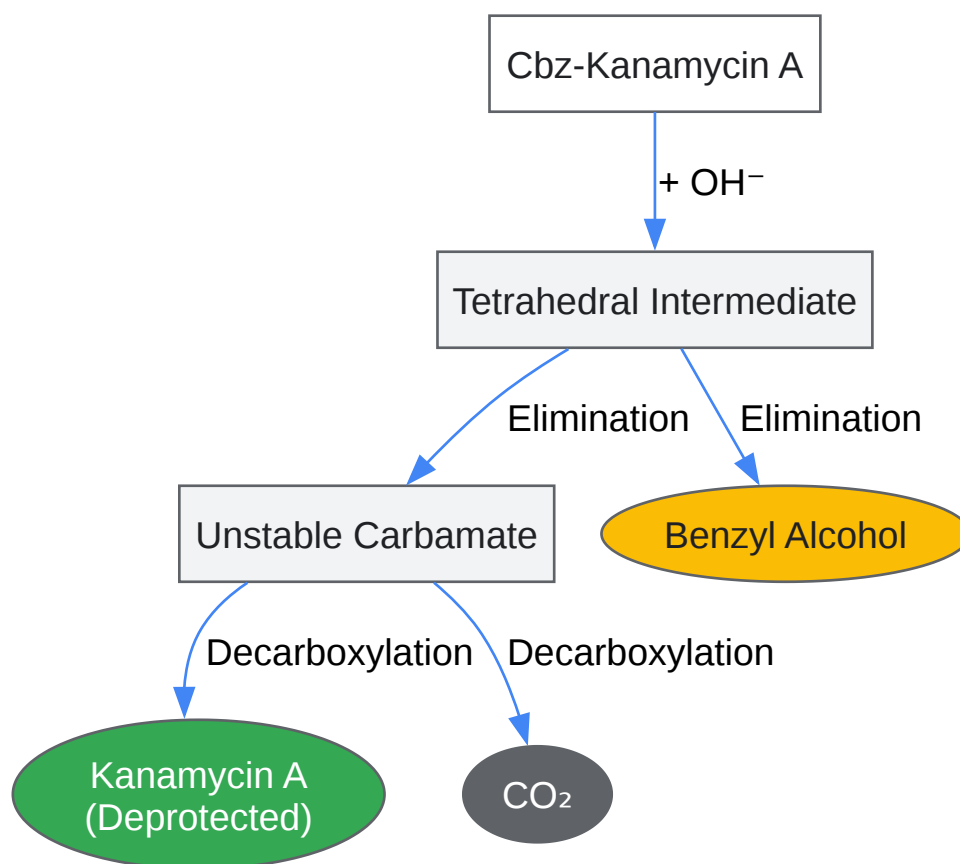 Cbz-Kanamycin A
+ OH⁻
Tetrahedral Intermediate
Elimination
Elimination
Unstable Carbamate
Benzyl Alcohol
Decarboxylation
Decarboxylation
Kanamycin A
(Deprotected)
CO₂